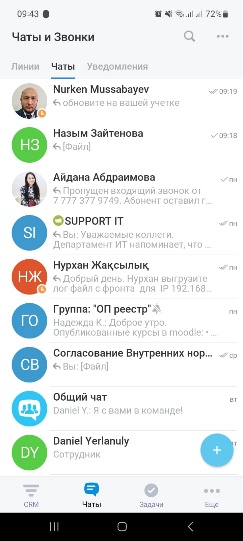 09:43
72%
Чаты и Звонки
Линии Чаты Уведомления
Nurken Mussabayev 09:19
обновите на вашей учетке
НЗ
Назым Зайтенова 09:18
[Файл]
Айдана Абдраимова пн
Пропущен входящий звонок от
7 777 377 9749. Абонент оставил г...
SI
SUPPORT IT пн
Вы: Уважаемые коллеги.
Департамент ИТ напоминает, что ...
НЖ
Нурхан Жақсылық пн
Добрый день. Нурхан выгрузите
лог файл с фронта для IP 192.168...
ГО
Группа: "ОП реестр" пн
Надежда К.: Доброе утро.
Опубликованные курсы в moodle: • ...
СВ
Согласование Внутренних нор... ср
Вы: [Файл]
Общий чат вт
Daniel Y.: Я с вами в команде!
DY
Daniel Yerlanuly вт
Сотрудник
+
CRM Чаты Задачи Еще